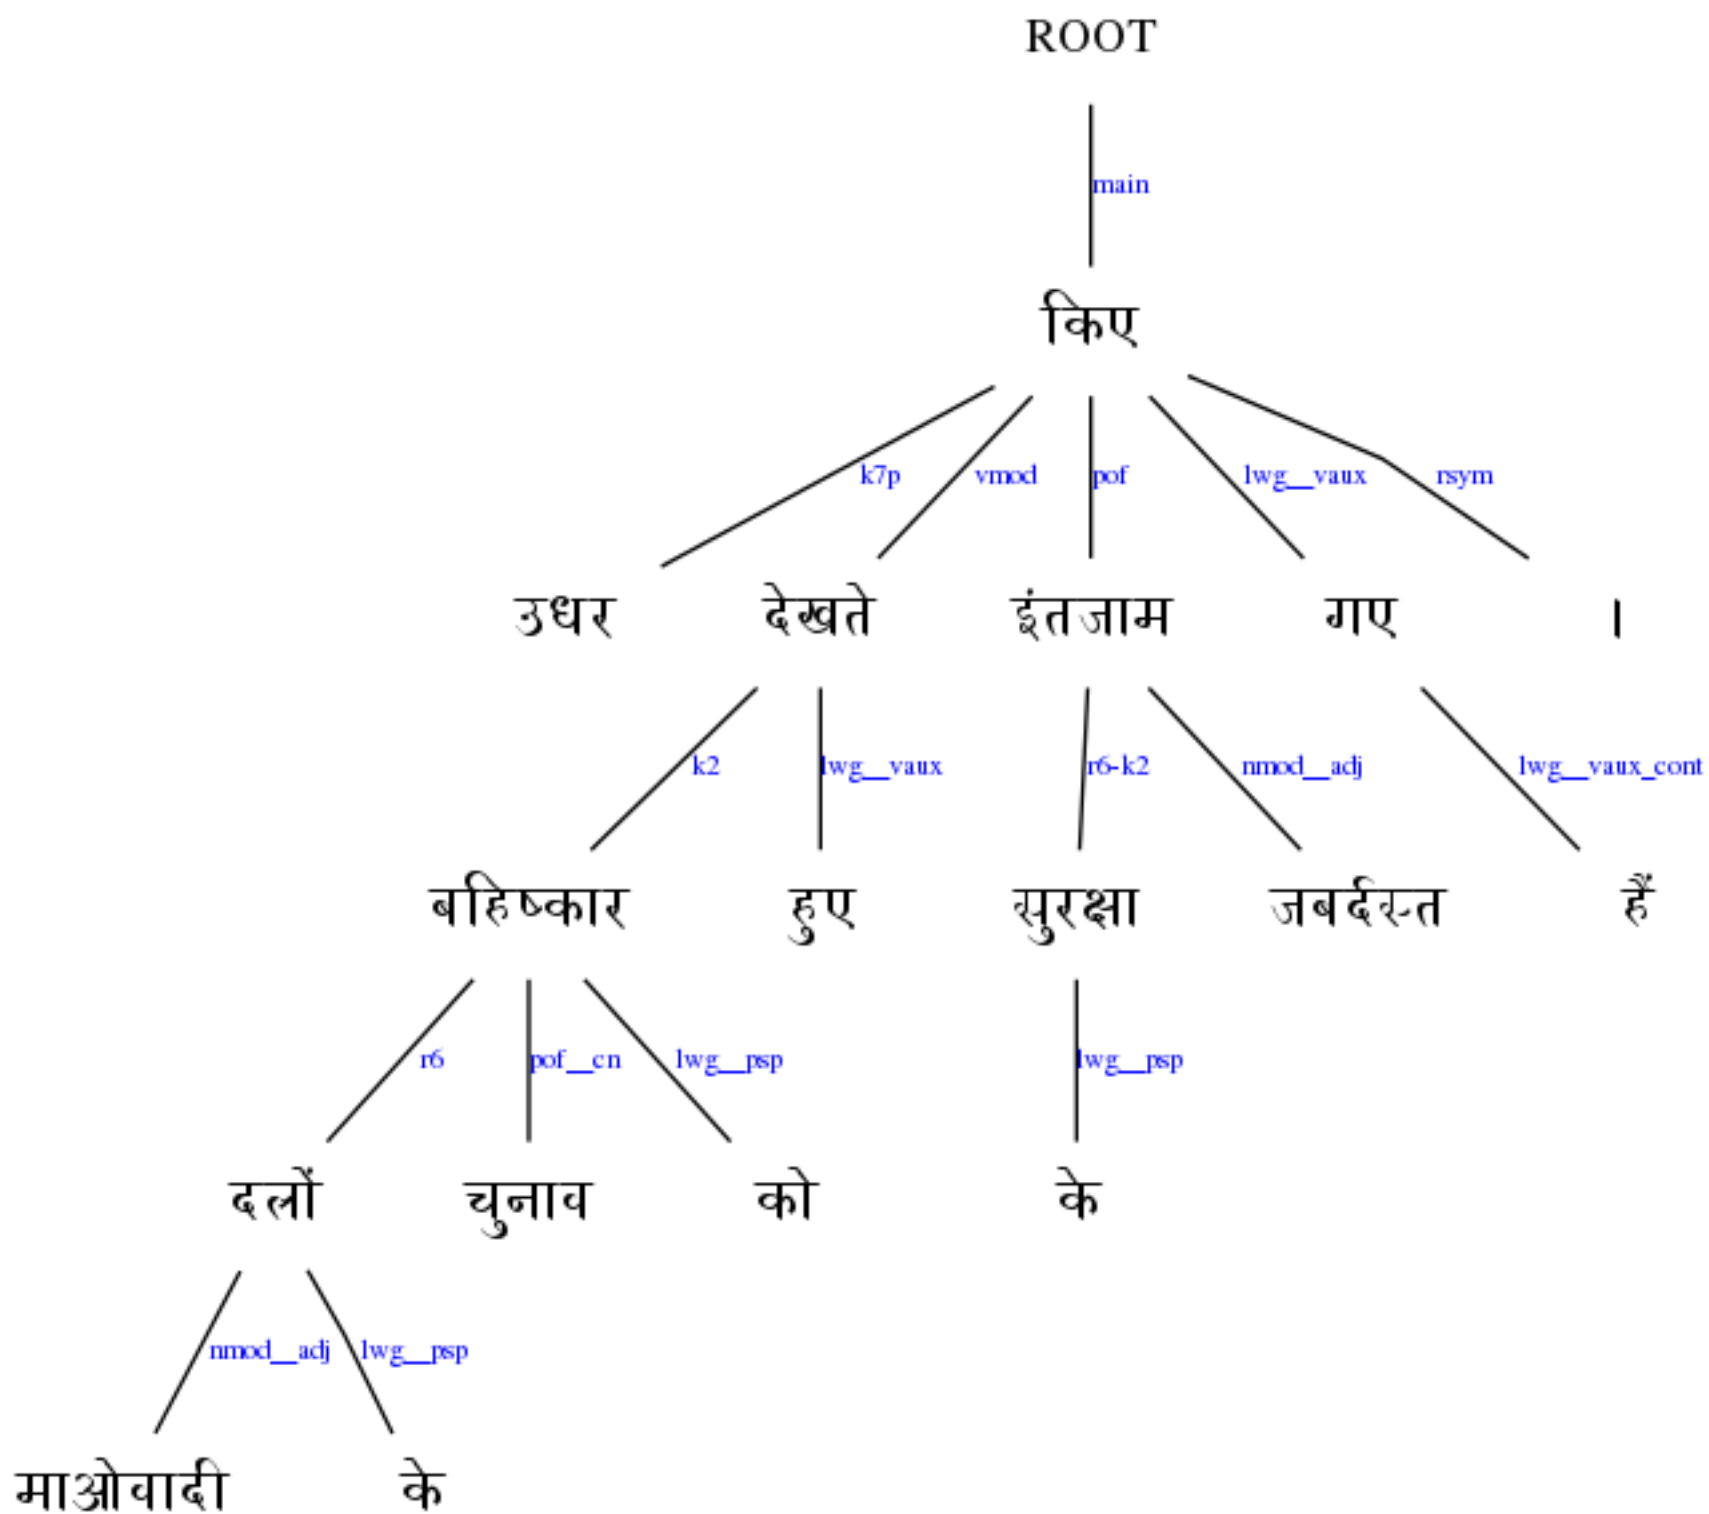 ROOT
main
किए
k7p vmod pof lwg__vaux rsym
उधर देखते इंतजाम गए ।
k2 lwg__vaux r6-k2 nmod__adj lwg__vaux_cont
बहिष्कार हुए सुरक्षा जबर्दस्त हैं
r6 pof__cn lwg__psp lwg__psp
दलों चुनाव को के
nmod__adj lwg__psp
माओवादी के